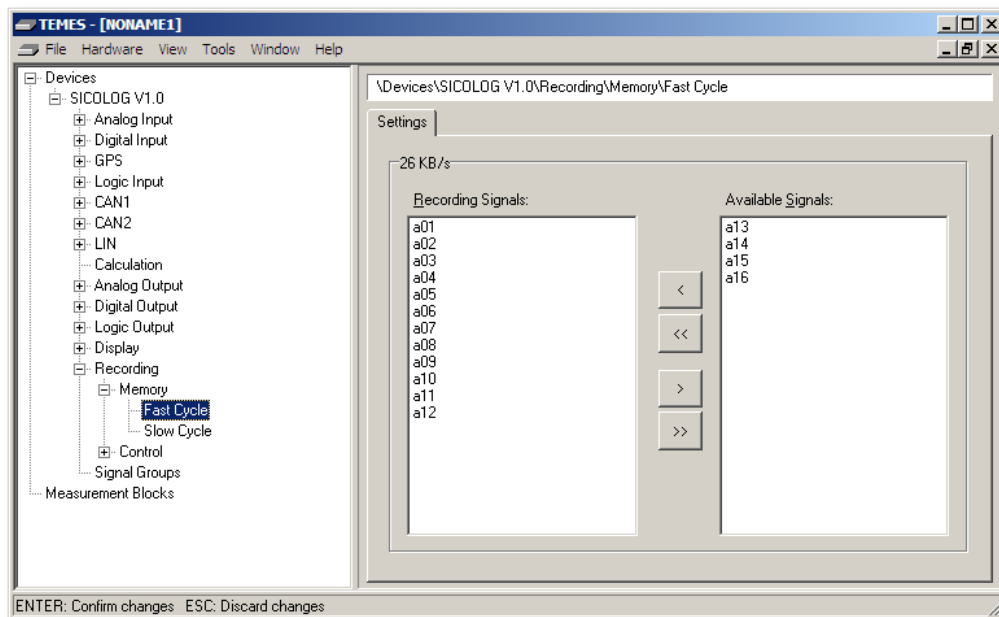 TEMES - [NONAME1]
File Hardware View Tools Window Help
Devices
SICOLOG V1.0
Analog Input
Digital Input
GPS
Logic Input
CAN1
CAN2
LIN
Calculation
Analog Output
Digital Output
Logic Output
Display
Recording
Memory
Fast Cycle
Slow Cycle
Control
Signal Groups
Measurement Blocks
\Devices\SICOLOG V1.0\Recording\Memory\Fast Cycle
Settings
26 KB/s
Recording Signals:
a01
a02
a03
a04
a05
a06
a07
a08
a09
a10
a11
a12
<
<<
>
>>
Available Signals:
a13
a14
a15
a16
ENTER: Confirm changes ESC: Discard changes